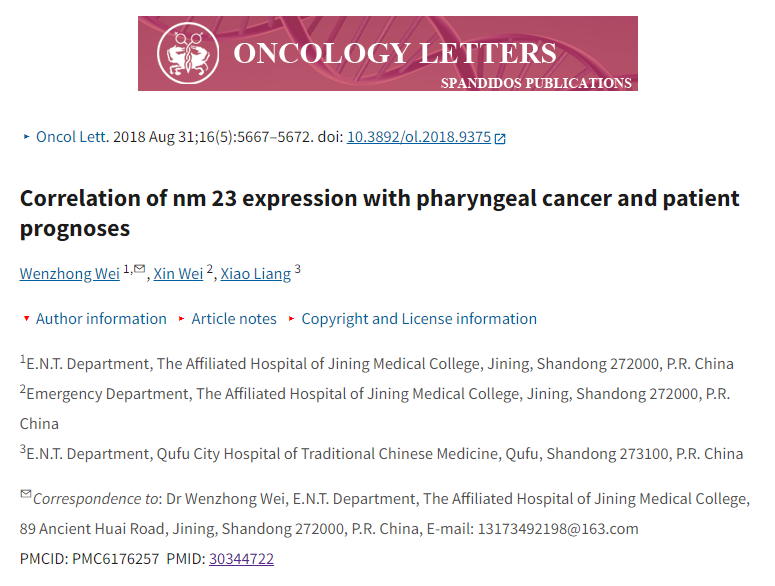 ONCOLOGY LETTERS
SPANDIDOS PUBLICATIONS
Oncol Lett. 2018 Aug 31;16(5):5667–5672. doi: 10.3892/ol.2018.9375
Correlation of nm 23 expression with pharyngeal cancer and patient
prognoses
Wenzhong Wei 1,✉, Xin Wei 2, Xiao Liang 3
Author information Article notes Copyright and License information
1E.N.T. Department, The Affiliated Hospital of Jining Medical College, Jining, Shandong 272000, P.R. China
2Emergency Department, The Affiliated Hospital of Jining Medical College, Jining, Shandong 272000, P.R.
China
3E.N.T. Department, Qufu City Hospital of Traditional Chinese Medicine, Qufu, Shandong 273100, P.R. China
✉Correspondence to: Dr Wenzhong Wei, E.N.T. Department, The Affiliated Hospital of Jining Medical College,
89 Ancient Huai Road, Jining, Shandong 272000, P.R. China, E-mail: 13173492198@163.com
PMCID: PMC6176257 PMID: 30344722